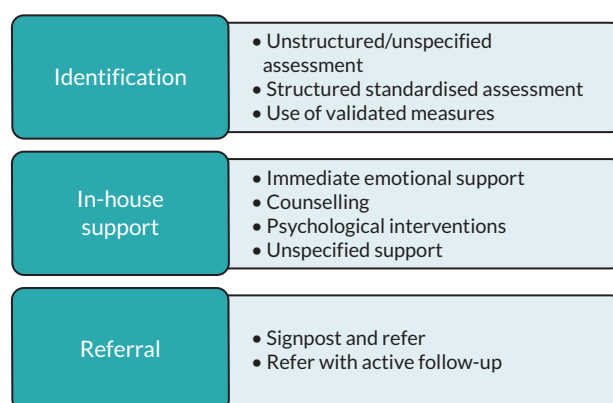 Identification
• Unstructured/unspecified
assessment
• Structured standardised assessment
• Use of validated measures
In-house
support
• Immediate emotional support
• Counselling
• Psychological interventions
• Unspecified support
Referral
• Signpost and refer
• Refer with active follow-up